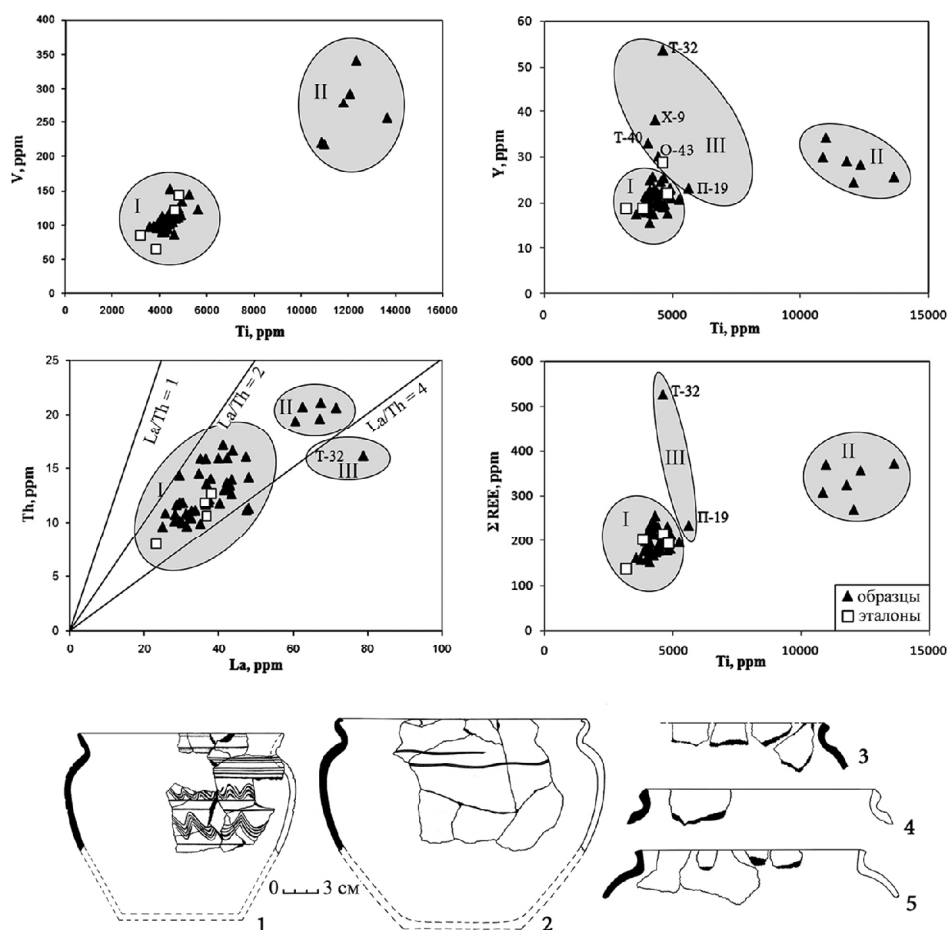 400
350
300
250
200
150
100
50
0
V, ppm
I
II
0 2000 4000 6000 8000 10000 12000 14000 16000
Ti, ppm
60
50
40
30
20
10
0
Y, ppm
Т-32
Х-9
Т-40
О-43
III
I
П-19
II
0 5000 10000 15000
Ti, ppm
25
20
15
10
5
0
Th, ppm
La/Th = 1
La/Th = 2
La/Th = 4
II
I
Т-32
III
0 20 40 60 80 100
La, ppm
600
500
400
300
200
100
0
Σ REE, ppm
Т-32
III
II
I
П-19
образцы
эталоны
0 5000 10000 15000
Ti, ppm
0 3 см
1
2
3
4
5